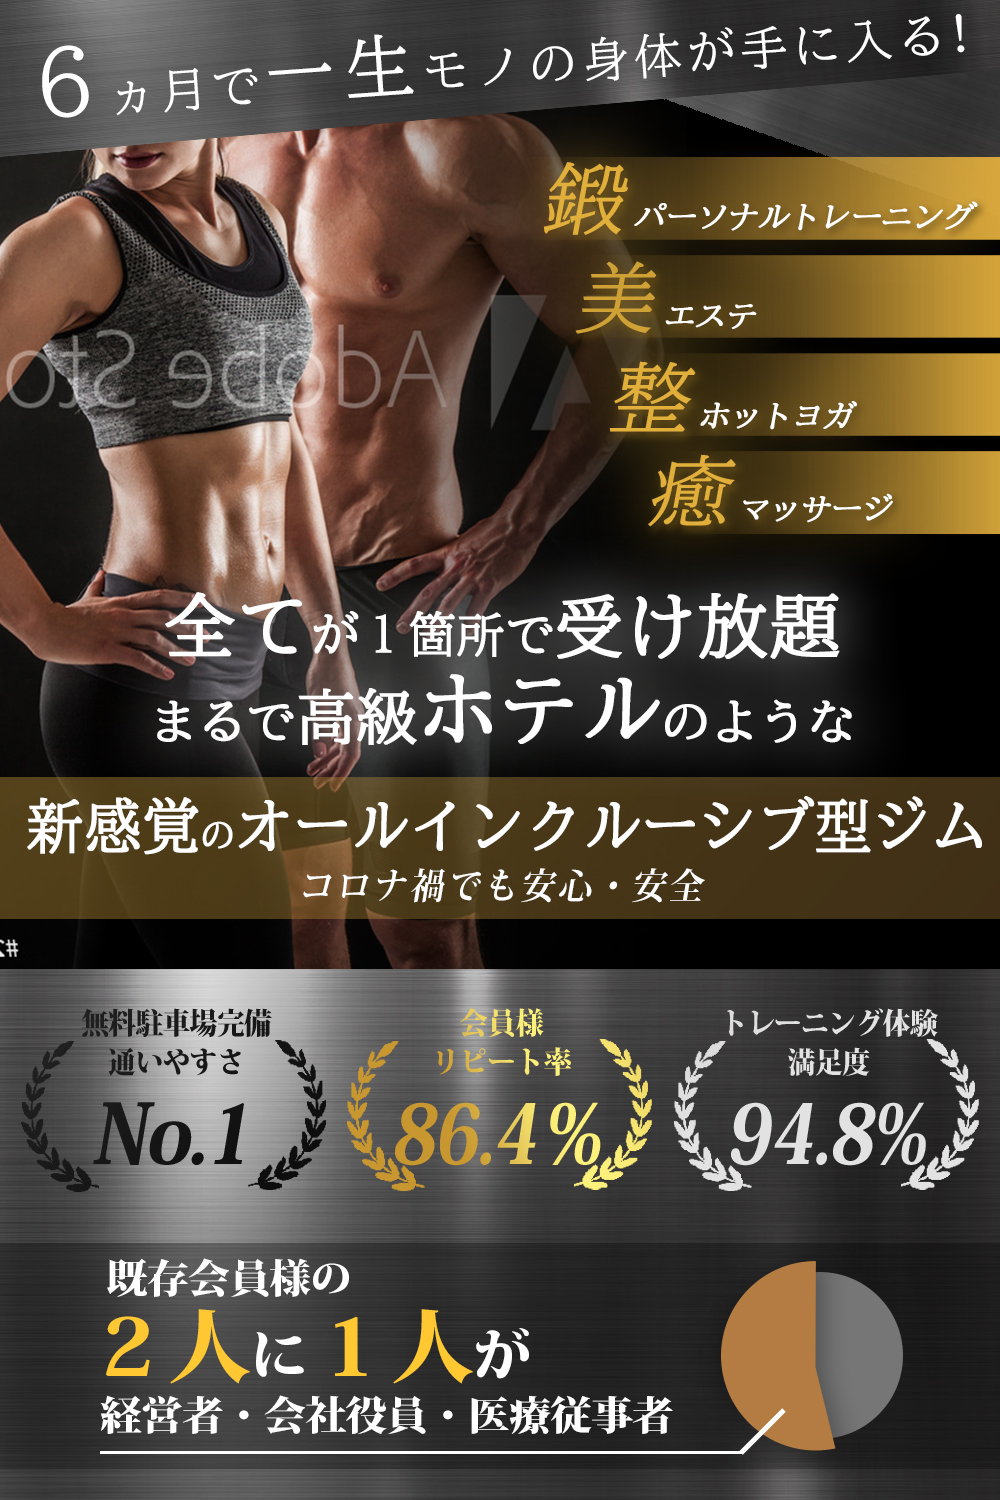 6ヵ月で一生モノの身体が手に入る!
鍛 パーソナルトレーニング
美 エステ
整 ホットヨガ
癒 マッサージ
Adobe Sto
全てが1箇所で受け放題
まるで高級ホテルのような
新感覚のオールインクルーシブ型ジム
コロナ禍でも安心・安全
無料駐車場完備
通いやすさ
No.1
会員様
リピート率
86.4%
トレーニング体験
満足度
94.8%
既存会員様の
2人に1人が
経営者・会社役員・医療従事者